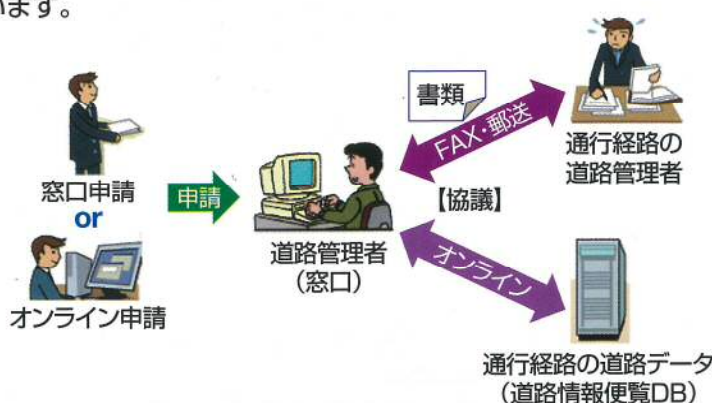 います。
書類
FAX・郵送
通行経路の
道路管理者
窓口申請
or
申請
【協議】
オンライン
道路管理者
(窓口)
オンライン申請
通行経路の道路データ
(道路情報便覧DB)